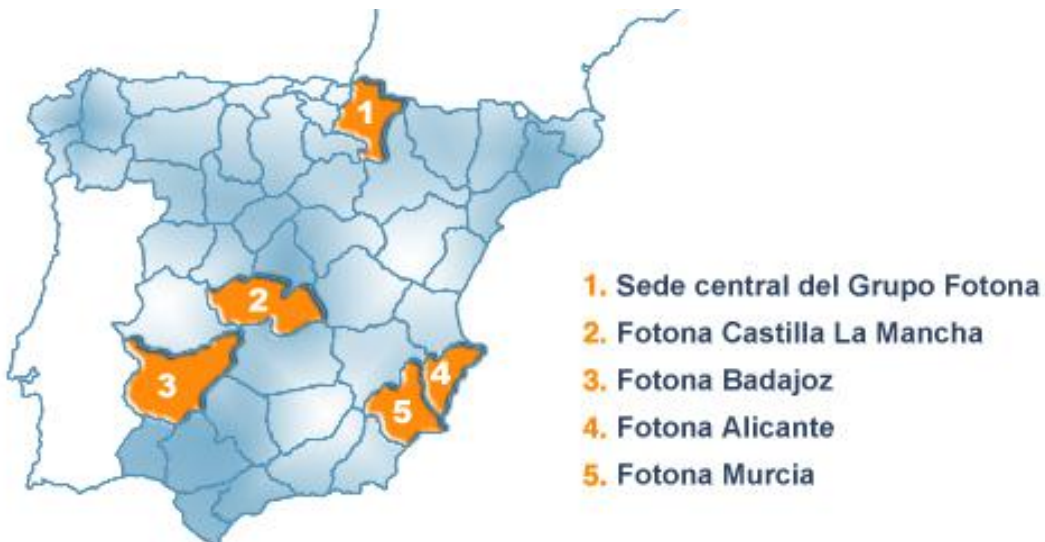 1
2
3
4
5
1. Sede central del Grupo Fotona
2. Fotona Castilla La Mancha
3. Fotona Badajoz
4. Fotona Alicante
5. Fotona Murcia